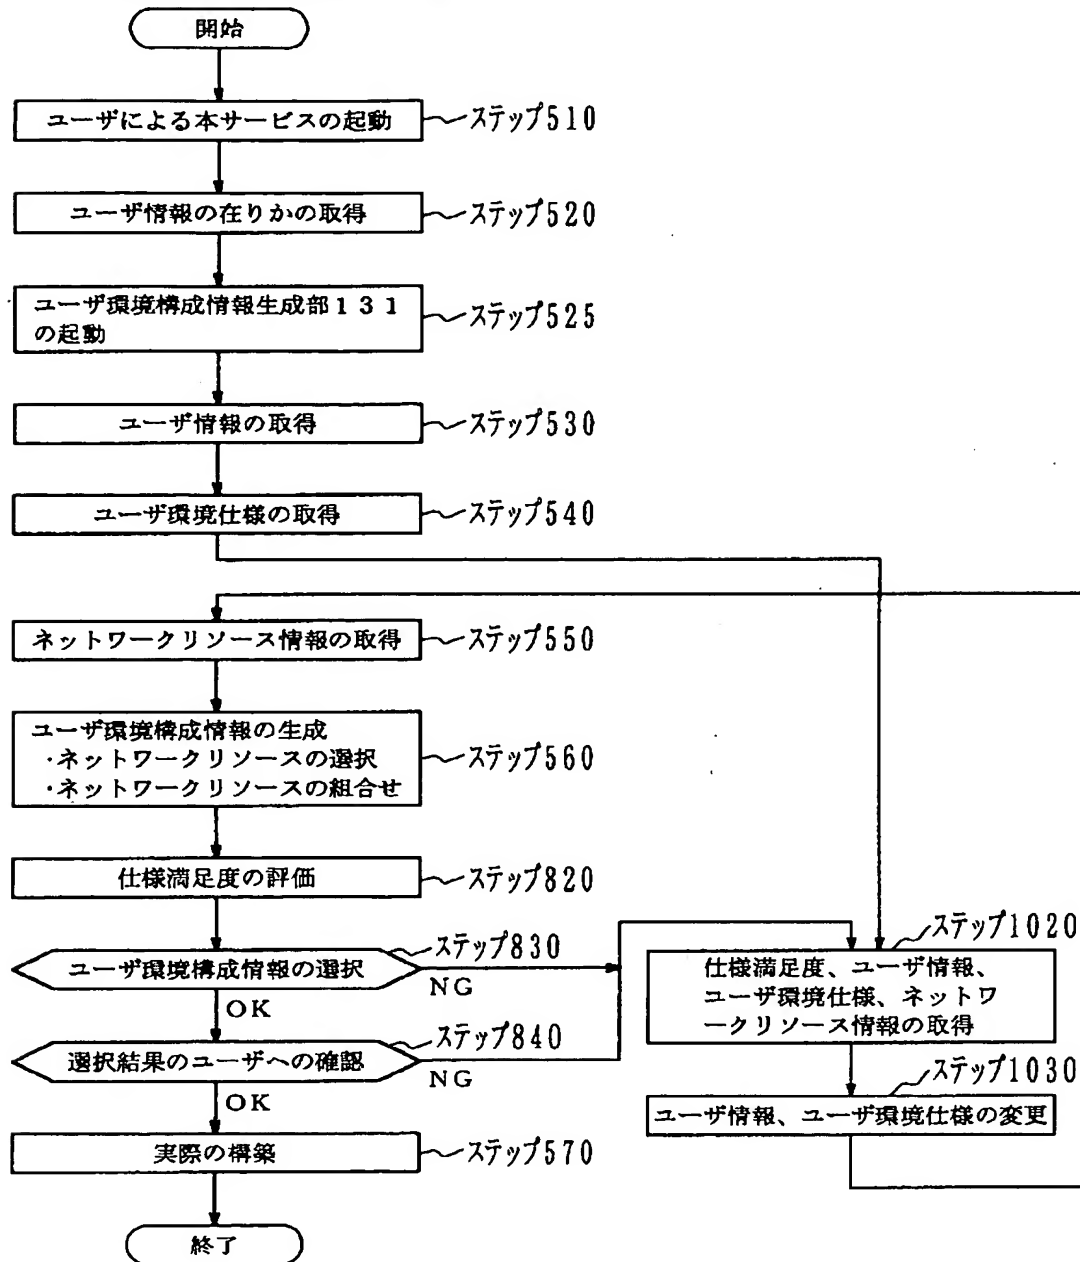 開始
ユーザによる本サービスの起動
ステップ510
ユーザ情報の在りかの取得
ステップ520
ユーザ環境構成情報生成部131
の起動
ステップ525
ユーザ情報の取得
ステップ530
ユーザ環境仕様の取得
ステップ540
ネットワークリソース情報の取得
ステップ550
ユーザ環境構成情報の生成
・ネットワークリソースの選択
・ネットワークリソースの組合せ
ステップ560
仕様満足度の評価
ステップ820
ユーザ環境構成情報の選択
ステップ830
NG
OK
選択結果のユーザへの確認
ステップ840
NG
OK
実際の構築
ステップ570
終了
ステップ1020
仕様満足度、ユーザ情報、
ユーザ環境仕様、ネットワ
ークリソース情報の取得
ステップ1030
ユーザ情報、ユーザ環境仕様の変更